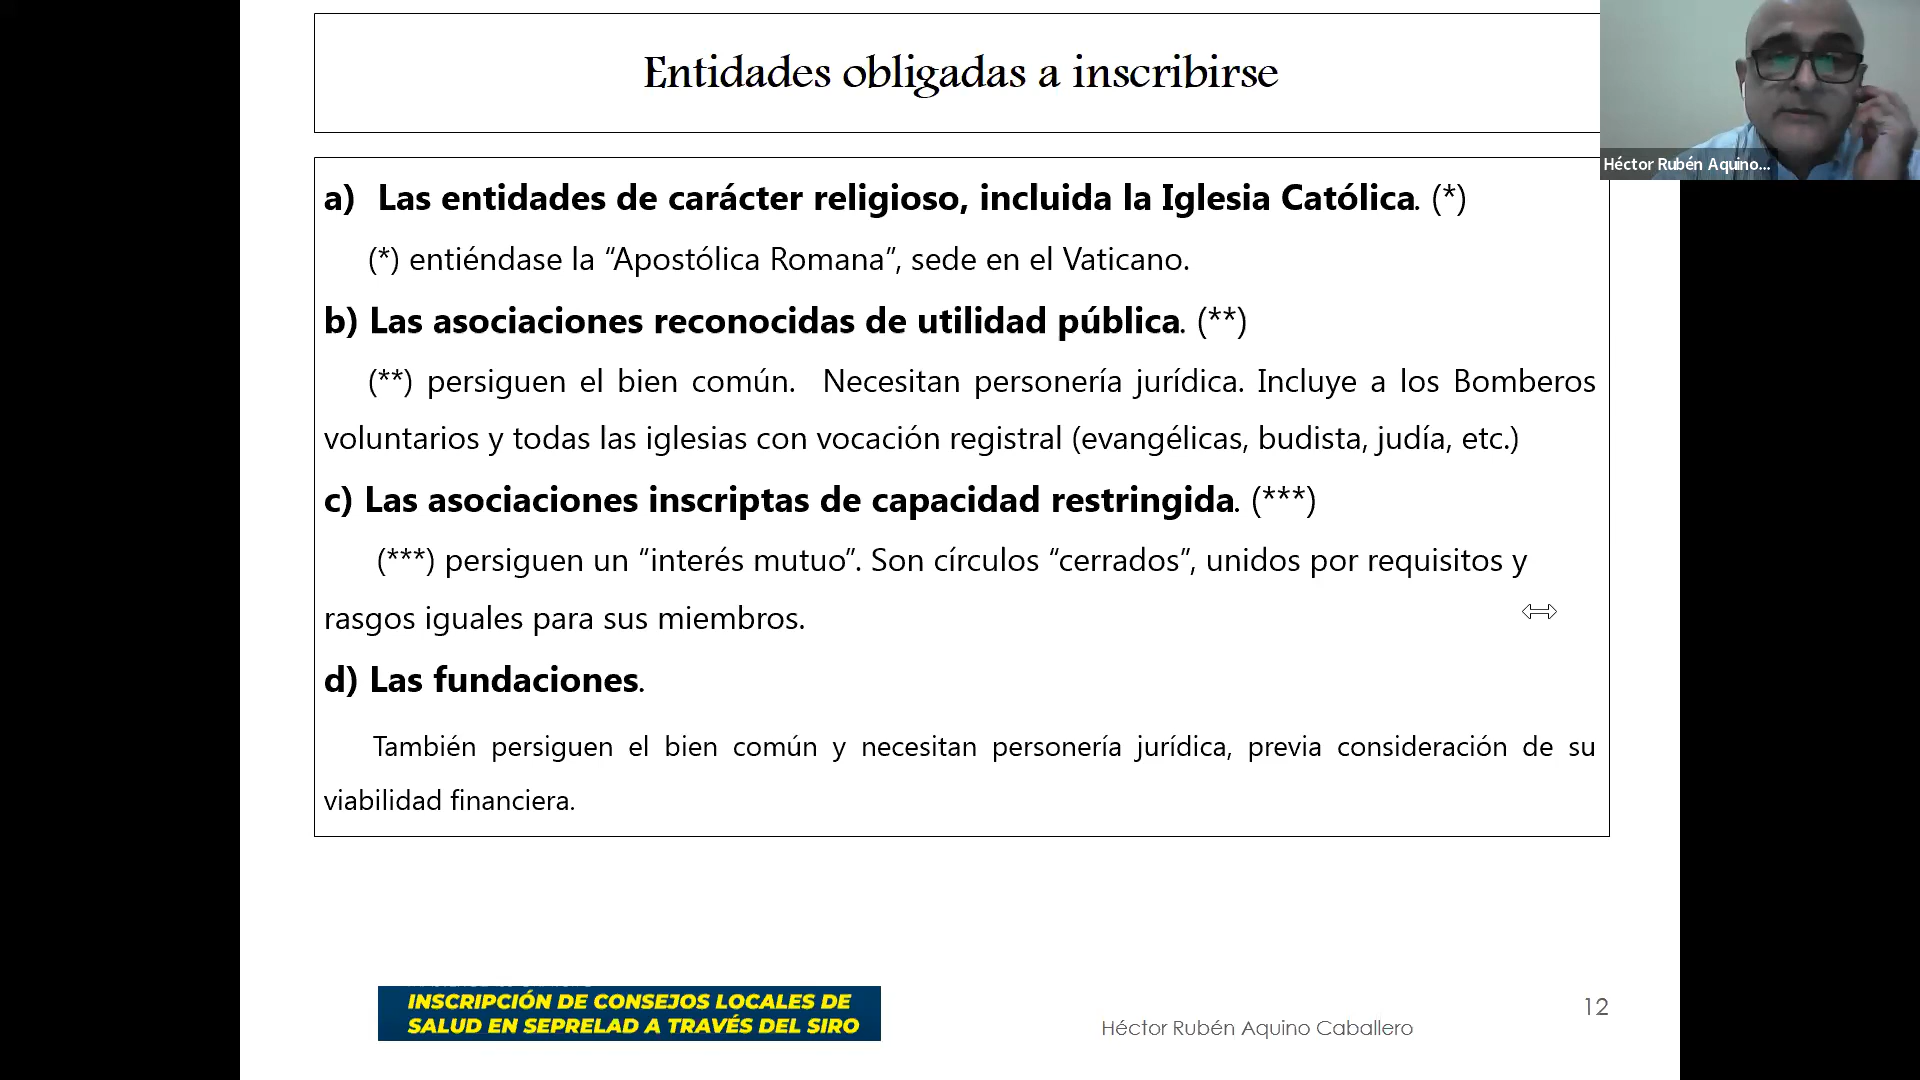 Entidades obligadas a inscribirse
Héctor Rubén Aquino...
a) Las entidades de carácter religioso, incluida la Iglesia Católica. (*)
(*) entiéndase la “Apostólica Romana”, sede en el Vaticano.
b) Las asociaciones reconocidas de utilidad pública. (**)
(**) persiguen el bien común. Necesitan personería jurídica. Incluye a los Bomberos
voluntarios y todas las iglesias con vocación registral (evangélicas, budista, judía, etc.)
c) Las asociaciones inscriptas de capacidad restringida. (***)
(***) persiguen un “interés mutuo”. Son círculos “cerrados”, unidos por requisitos y
rasgos iguales para sus miembros.
d) Las fundaciones.
También persiguen el bien común y necesitan personería jurídica, previa consideración de su
viabilidad financiera.
INSCRIPCIÓN DE CONSEJOS LOCALES DE
SALUD EN SEPRELAD A TRAVÉS DEL SIRO
Héctor Rubén Aquino Caballero
12